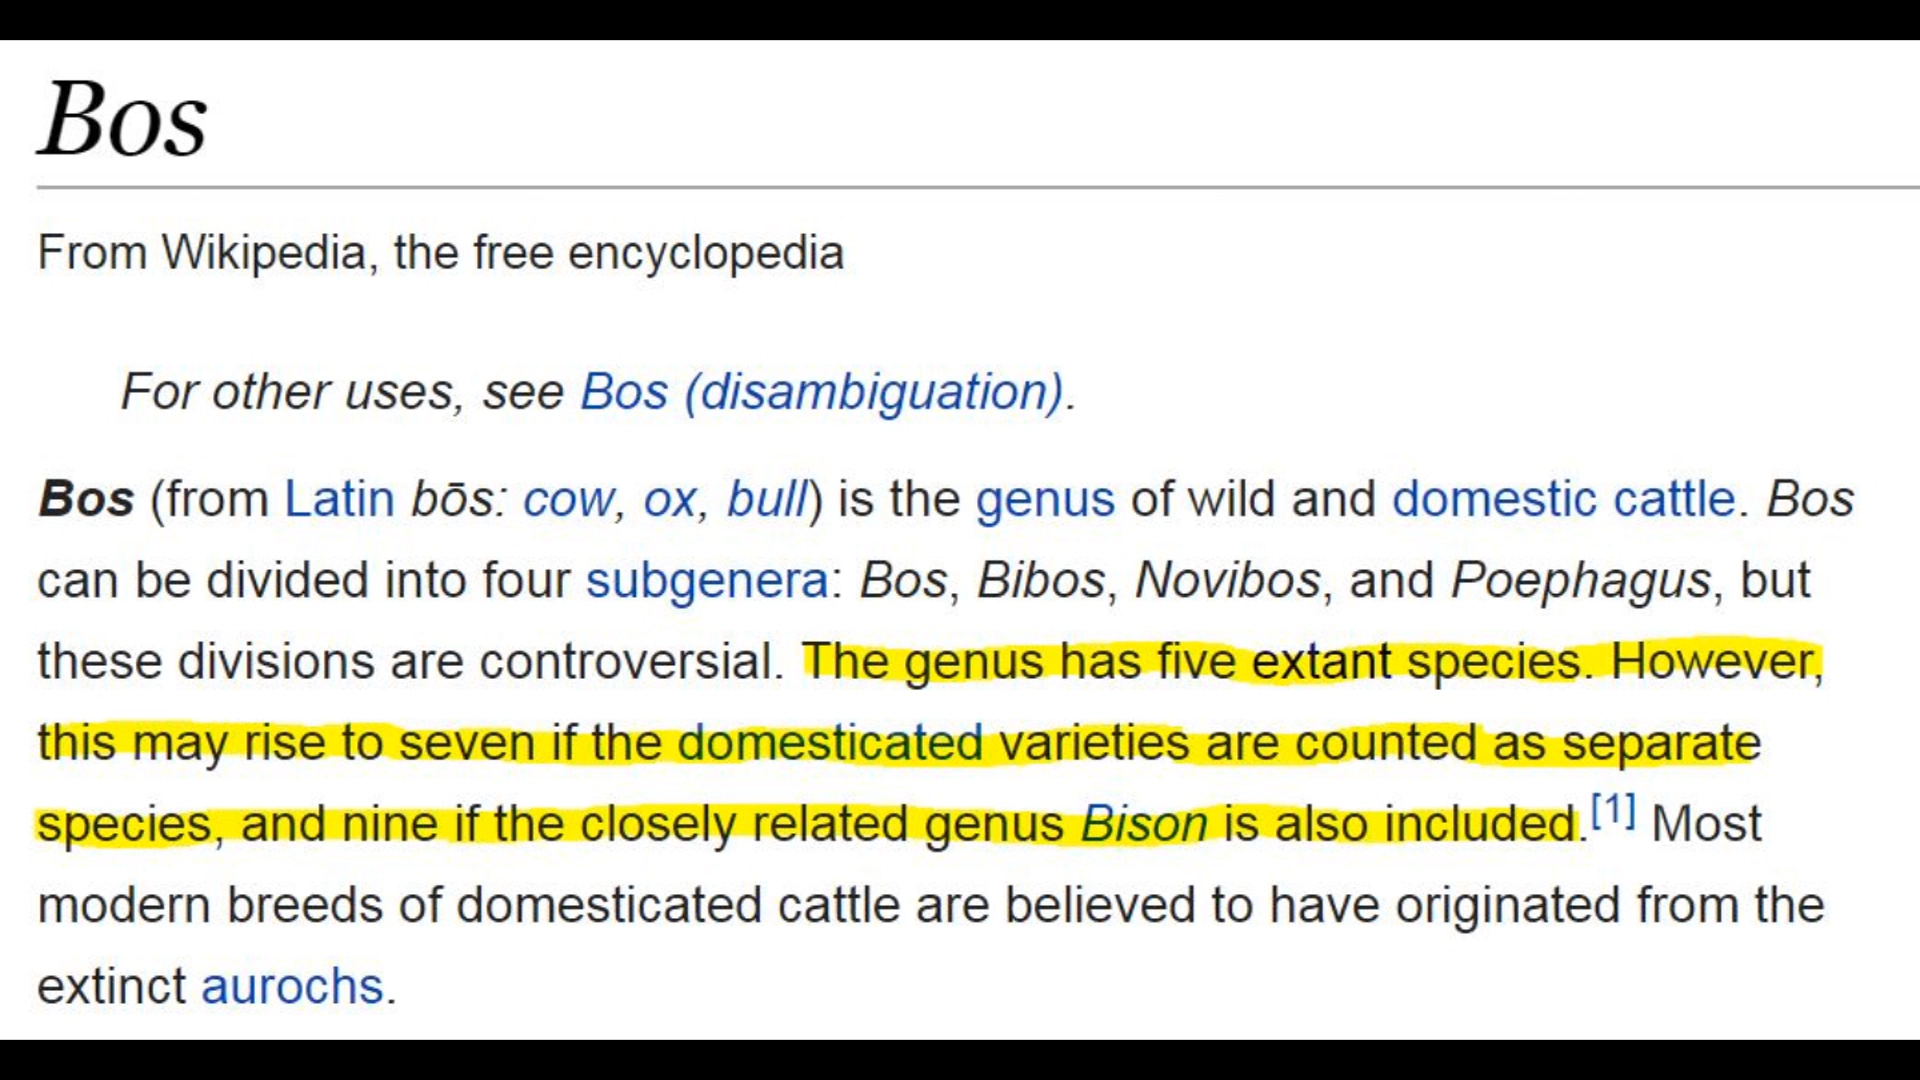 Bos
From Wikipedia, the free encyclopedia
For other uses, see Bos (disambiguation).
Bos (from Latin bōs: cow, ox, bull) is the genus of wild and domestic cattle. Bos
can be divided into four subgenera: Bos, Bibos, Novibos, and Poephagus, but
these divisions are controversial. The genus has five extant species. However,
this may rise to seven if the domesticated varieties are counted as separate
species, and nine if the closely related genus Bison is also included.[1] Most
modern breeds of domesticated cattle are believed to have originated from the
extinct aurochs.